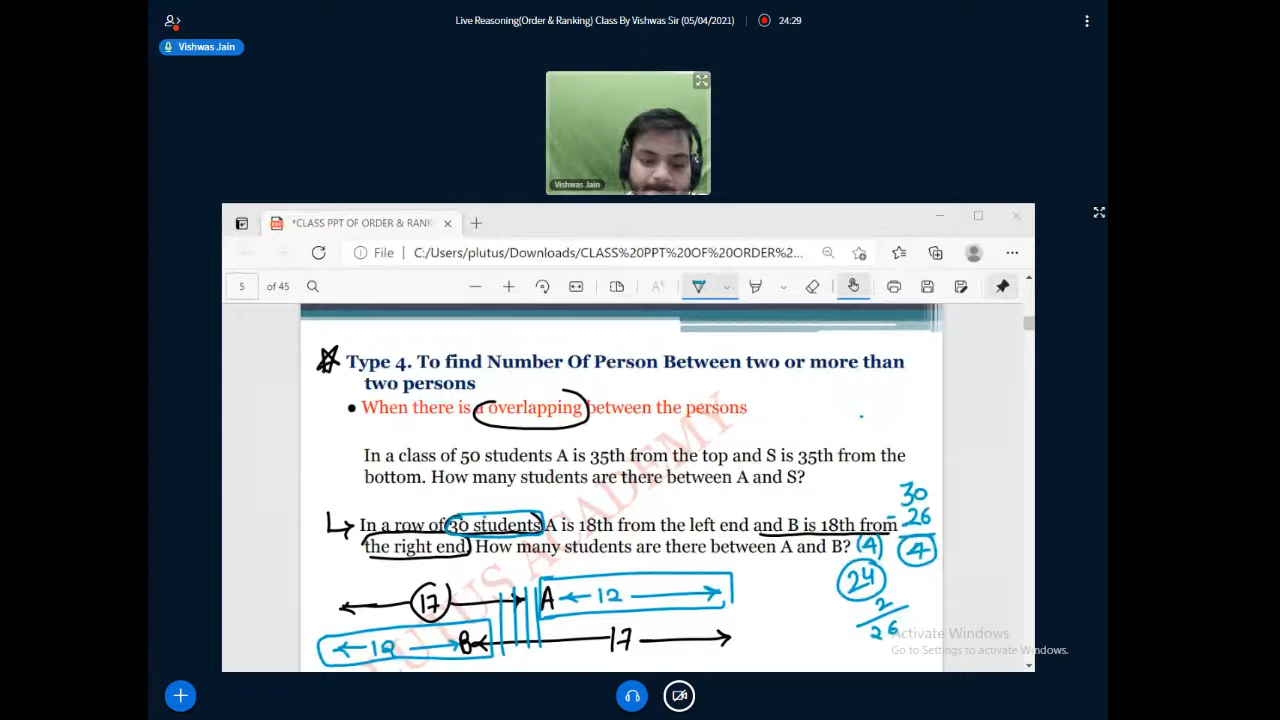 Live Reasoning(Order & Ranking) Class By Vishwas Sir (05/04/2021)
24:29
Vishwas Jain
Vishwas Jain
*CLASS PPT OF ORDER & RANK
File
C:/Users/plutus/Downloads/CLASS%20PPT%20OF%20ORDER%2...
5 of 45
Type 4. To find Number Of Person Between two or more than
two persons
When there is a overlapping between the persons
In a class of 50 students A is 35th from the top and S is 35th from the
bottom. How many students are there between A and S?
In a row of 30 students A is 18th from the left end and B is 18th from
the right end. How many students are there between A and B? 4
30
- 26
4
24
2
26
17 A 12
B 17
PLUTUS ACADEMY
Activate Windows
Go to Settings to activate Windows.